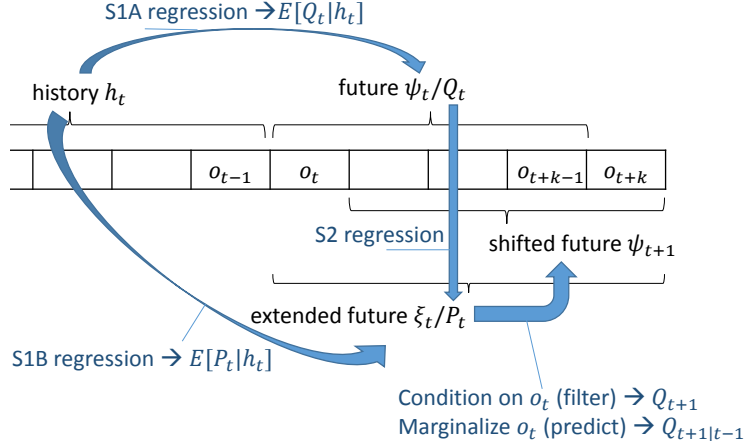 S1A regression → E[Q_t|h_t]
history h_t
future ψ_t/Q_t
o_{t−1} o_t o_{t+k−1} o_{t+k}
S2 regression
shifted future ψ_{t+1}
extended future ξ_t/P_t
S1B regression → E[P_t|h_t]
Condition on o_t (filter) → Q_{t+1}
Marginalize o_t (predict) → Q_{t+1|t−1}